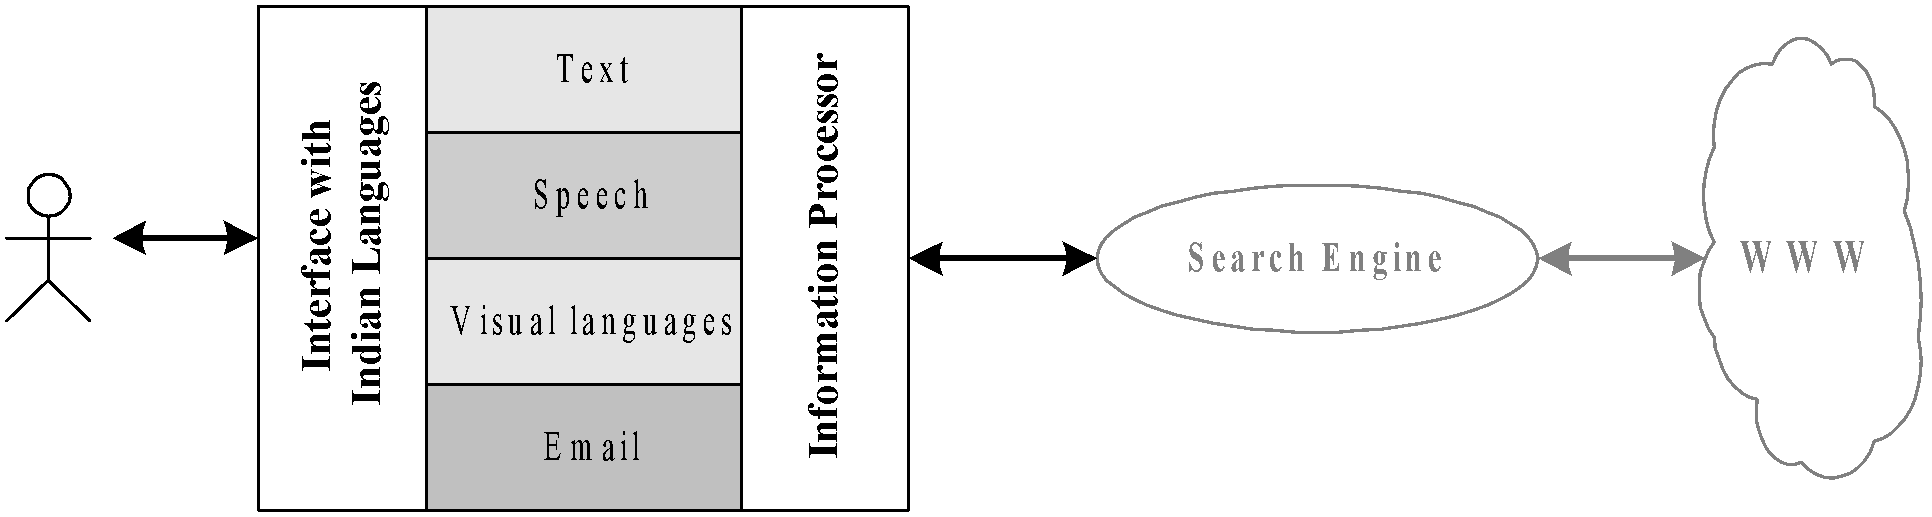 Interface with
Indian Languages
Text
Speech
Visual languages
Email
Information Processor
Search Engine
W W W